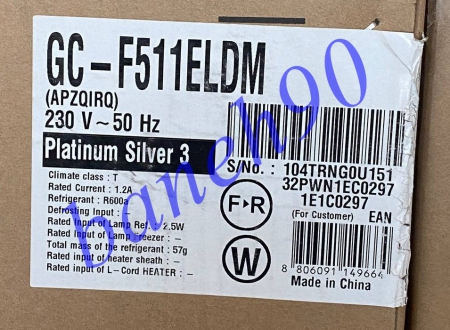 GC-F511ELDM
(APZQIRQ)
230 V ~ 50 Hz
Platinum Silver 3
Climate class : T
Rated Current : 1.2A
Refrigerant : R600a
Defrosting Input :
Rated Input of Lamp Ref. : 2.5W
Rated Input of Lamp Freezer : -
Total mass of the refrigerant : 57g
Rated input of heater sheath : -
Rated Input of L-Cord HEATER : -
S/No. : 104TRNG0U151
32PWN1EC0297
1E1C0297
(For Customer) EAN
F▸R
W
8 806091 149664
Made in China
baneh90